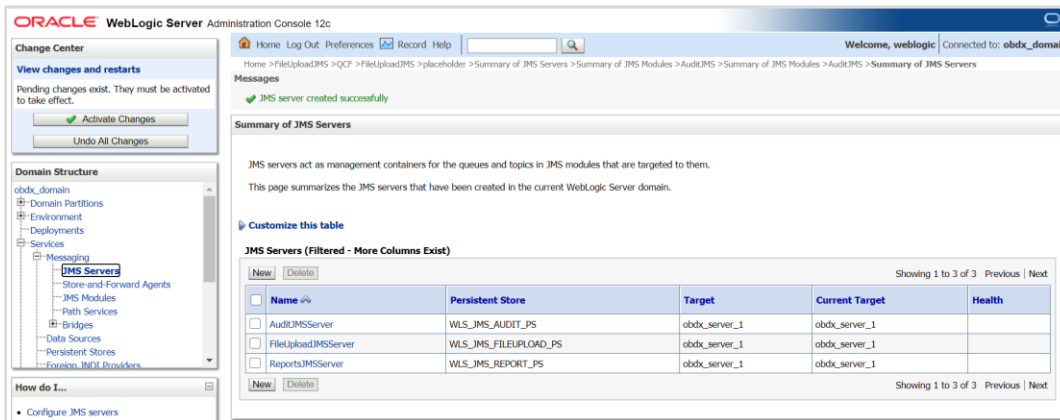 ORACLE WebLogic Server Administration Console 12c
Change Center
View changes and restarts
Pending changes exist. They must be activated
to take effect.
Activate Changes
Undo All Changes
Domain Structure
obdx_domain
Domain Partitions
Environment
Deployments
Services
Messaging
JMS Servers
Store-and-Forward Agents
JMS Modules
Path Services
Bridges
Data Sources
Persistent Stores
Foreign JNDI Providers
How do I...
Configure JMS servers
Home Log Out Preferences Record Help
Welcome, weblogic Connected to: obdx_domai
Home >FileUploadJMS >QCF >FileUploadJMS >placeholder >Summary of JMS Servers >Summary of JMS Modules >AuditJMS >Summary of JMS Modules >AuditJMS >Summary of JMS Servers
Messages
JMS server created successfully
Summary of JMS Servers
JMS servers act as management containers for the queues and topics in JMS modules that are targeted to them.
This page summarizes the JMS servers that have been created in the current WebLogic Server domain.
Customize this table
JMS Servers (Filtered - More Columns Exist)
New Delete Showing 1 to 3 of 3 Previous | Next
Name Persistent Store Target Current Target Health
AuditJMSServer WLS_JMS_AUDIT_PS obdx_server_1 obdx_server_1
FileUploadJMSServer WLS_JMS_FILEUPLOAD_PS obdx_server_1 obdx_server_1
ReportsJMSServer WLS_JMS_REPORT_PS obdx_server_1 obdx_server_1
New Delete Showing 1 to 3 of 3 Previous | Next